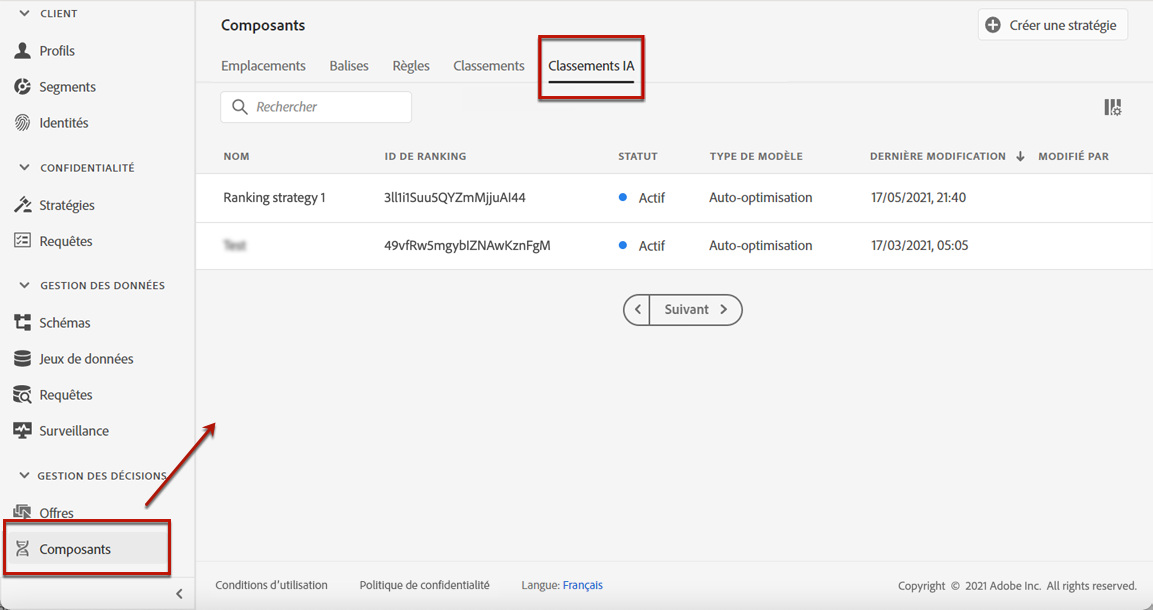 CLIENT
Profils
Segments
Identités
CONFIDENTIALITÉ
Stratégies
Requêtes
GESTION DES DONNÉES
Schémas
Jeux de données
Requêtes
Surveillance
GESTION DES DÉCISIONS
Offres
Composants
Composants
Créer une stratégie
Emplacements Balises Règles Classements Classements IA
Rechercher
NOM ID DE RANKING STATUT TYPE DE MODÈLE DERNIÈRE MODIFICATION MODIFIÉ PAR
Ranking strategy 1 3ll1i1Suu5QYZmMjjuAI44 Actif Auto-optimisation 17/05/2021, 21:40
49vfRw5mgyblZNAwKznFgM Actif Auto-optimisation 17/03/2021, 05:05
Suivant
Conditions d’utilisation Politique de confidentialité Langue: Français Copyright © 2021 Adobe Inc. All rights reserved.